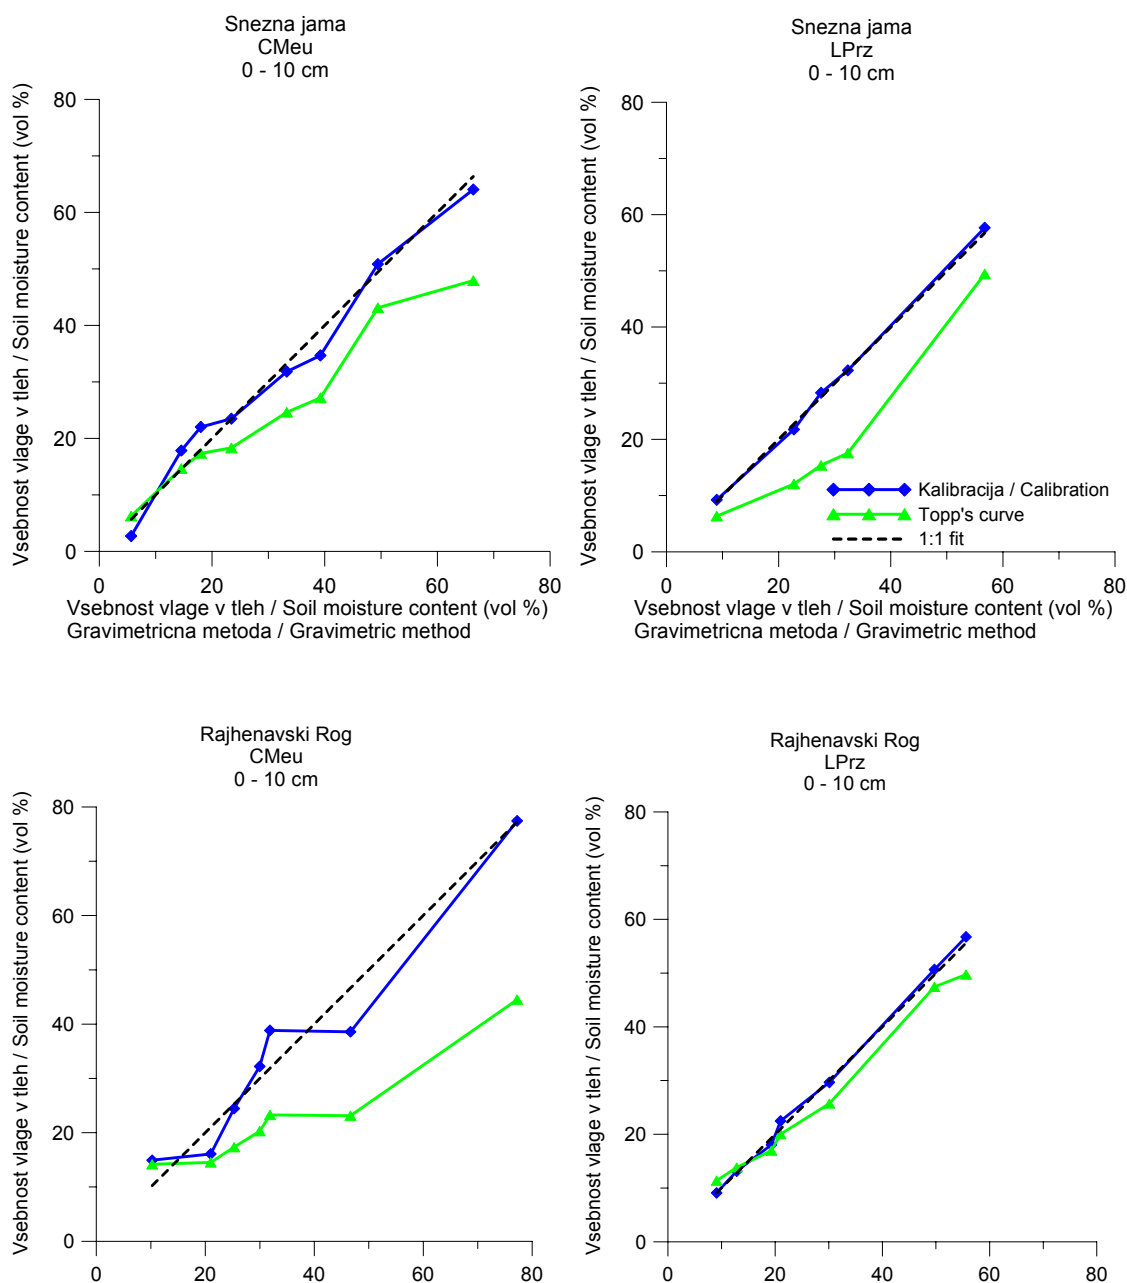 Snezna jama
CMeu
0 - 10 cm
Vsebnost vlage v tleh / Soil moisture content (vol %)
80
60
40
20
0
0 20 40 60 80
Vsebnost vlage v tleh / Soil moisture content (vol %)
Gravimetricna metoda / Gravimetric method
Snezna jama
LPrz
0 - 10 cm
Vsebnost vlage v tleh / Soil moisture content (vol %)
80
60
40
20
0
Kalibracija / Calibration
Topp's curve
1:1 fit
0 20 40 60 80
Vsebnost vlage v tleh / Soil moisture content (vol %)
Gravimetricna metoda / Gravimetric method
Rajhenavski Rog
CMeu
0 - 10 cm
Vsebnost vlage v tleh / Soil moisture content (vol %)
80
60
40
20
0
0 20 40 60 80
Rajhenavski Rog
LPrz
0 - 10 cm
Vsebnost vlage v tleh / Soil moisture content (vol %)
80
60
40
20
0
0 20 40 60 80